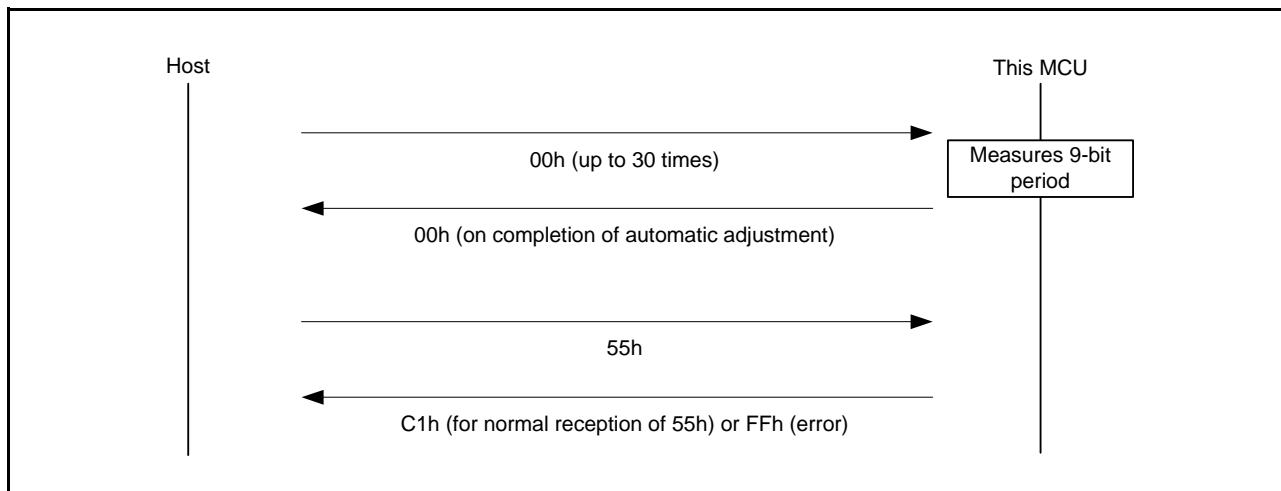 Host
This MCU
00h (up to 30 times)
Measures 9-bit
period
00h (on completion of automatic adjustment)
55h
C1h (for normal reception of 55h) or FFh (error)